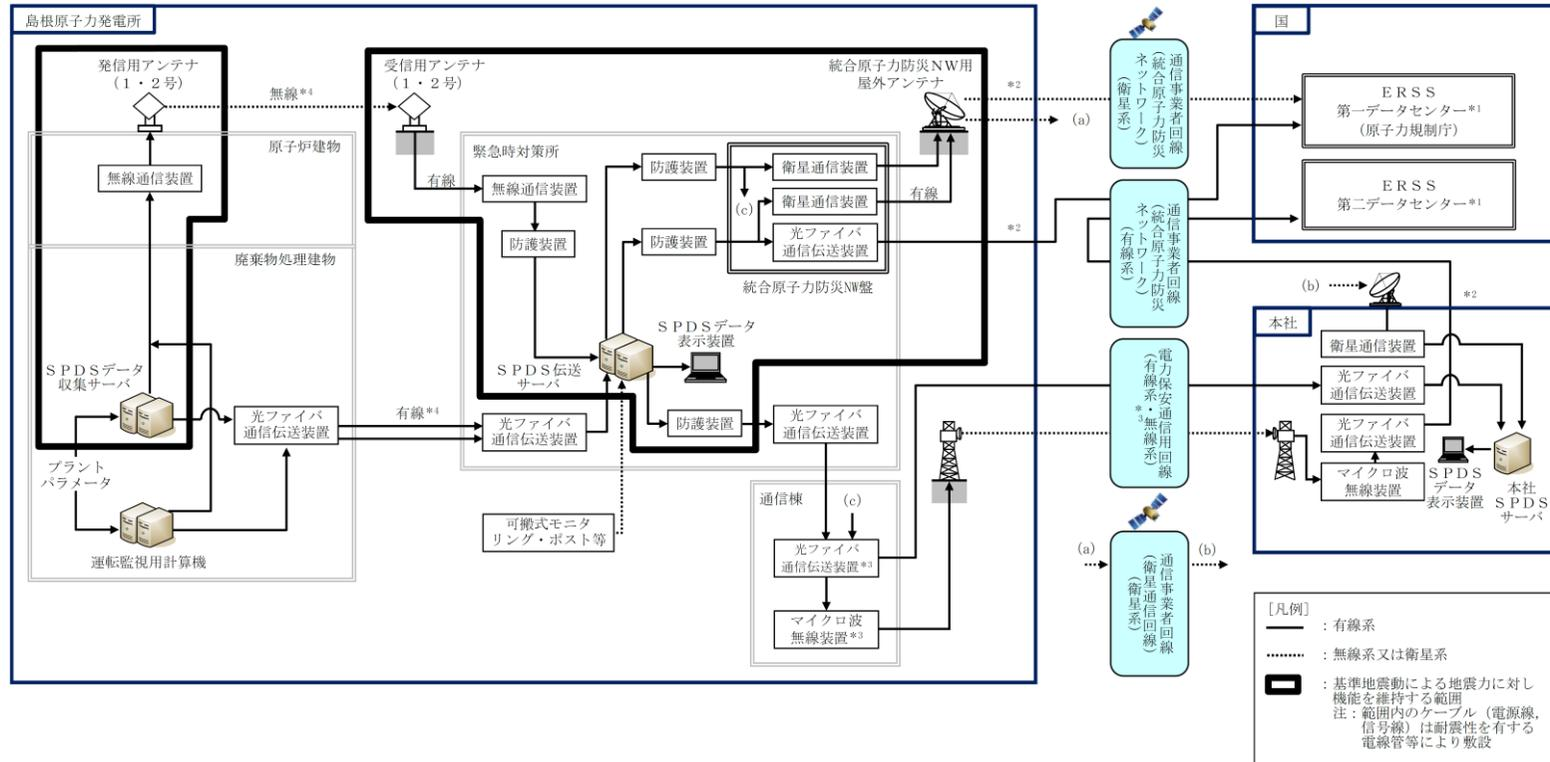 島根原子力発電所
発信用アンテナ
(1・2号)
無線*4
受信用アンテナ
(1・2号)
統合原子力防災NW用
屋外アンテナ
原子炉建物
無線通信装置
廃棄物処理建物
SPDSデータ
収集サーバ
光ファイバ
通信伝送装置
プラント
パラメータ
運転監視用計算機
有線*4
有線
緊急時対策所
無線通信装置
防護装置
防護装置
衛星通信装置
(c)
衛星通信装置
有線
防護装置
光ファイバ
通信伝送装置
統合原子力防災NW盤
SPDSデータ
表示装置
SPDS伝送
サーバ
光ファイバ
通信伝送装置
防護装置
光ファイバ
通信伝送装置
可搬式モニタ
リング・ポスト等
通信棟
(c)
光ファイバ
通信伝送装置*3
マイクロ波
無線装置*3
*2
(a)
*2
通信事業者回線
(統合原子力防災
ネットワーク)
(衛星系)
通信事業者回線
(統合原子力防災
ネットワーク)
(有線系)
電力保安通信用回線
(有線系・無線系)
*3
(a)
(b)
通信事業者回線
(衛星通信回線)
(衛星系)
国
ERSS
第一データセンター*1
(原子力規制庁)
ERSS
第二データセンター*1
(b)
*2
本社
衛星通信装置
光ファイバ
通信伝送装置
光ファイバ
通信伝送装置
マイクロ波
無線装置
SPDS
データ
表示装置
本社
SPDS
サーバ
[凡例]
:有線系
:無線系又は衛星系
:基準地震動による地震力に対し
機能を維持する範囲
注:範囲内のケーブル(電源線,
信号線)は耐震性を有する
電線管等により敷設